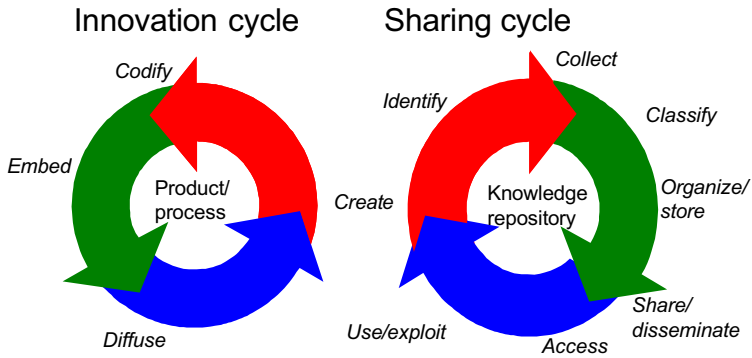 Innovation cycle
Sharing cycle
Codify
Embed
Product/
process
Create
Diffuse
Collect
Identify
Classify
Knowledge
repository
Organize/
store
Share/
disseminate
Use/exploit
Access